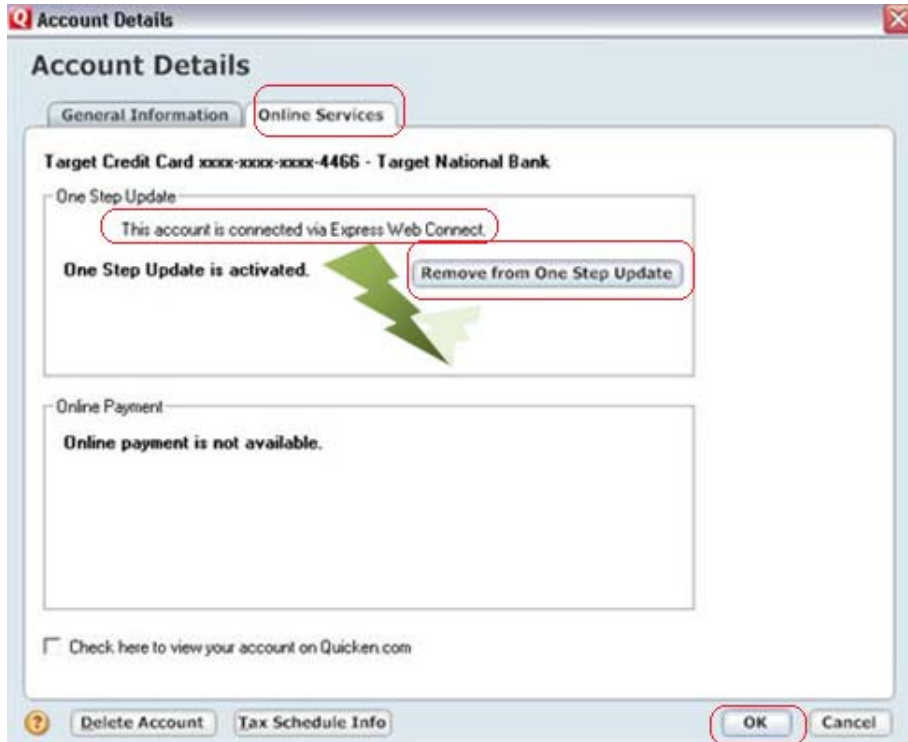 Account Details
Account Details
General Information
Online Services
Target Credit Card xxxx-xxxx-xxxx-4466 - Target National Bank
One Step Update
This account is connected via Express Web Connect.
One Step Update is activated.
Remove from One Step Update
Online Payment
Online payment is not available.
Check here to view your account on Quicken.com
?
Delete Account
Tax Schedule Info
OK
Cancel